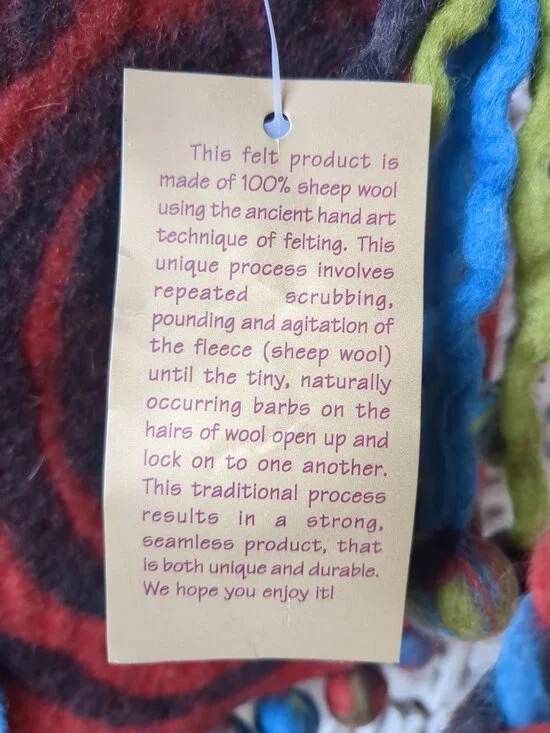 This felt product is
made of 100% sheep wool
using the ancient hand art
technique of felting. This
unique process involves
repeated scrubbing,
pounding and agitation of
the fleece (sheep wool)
until the tiny, naturally
occurring barbs on the
hairs of wool open up and
lock on to one another.
This traditional process
results in a strong,
seamless product, that
is both unique and durable.
We hope you enjoy it!